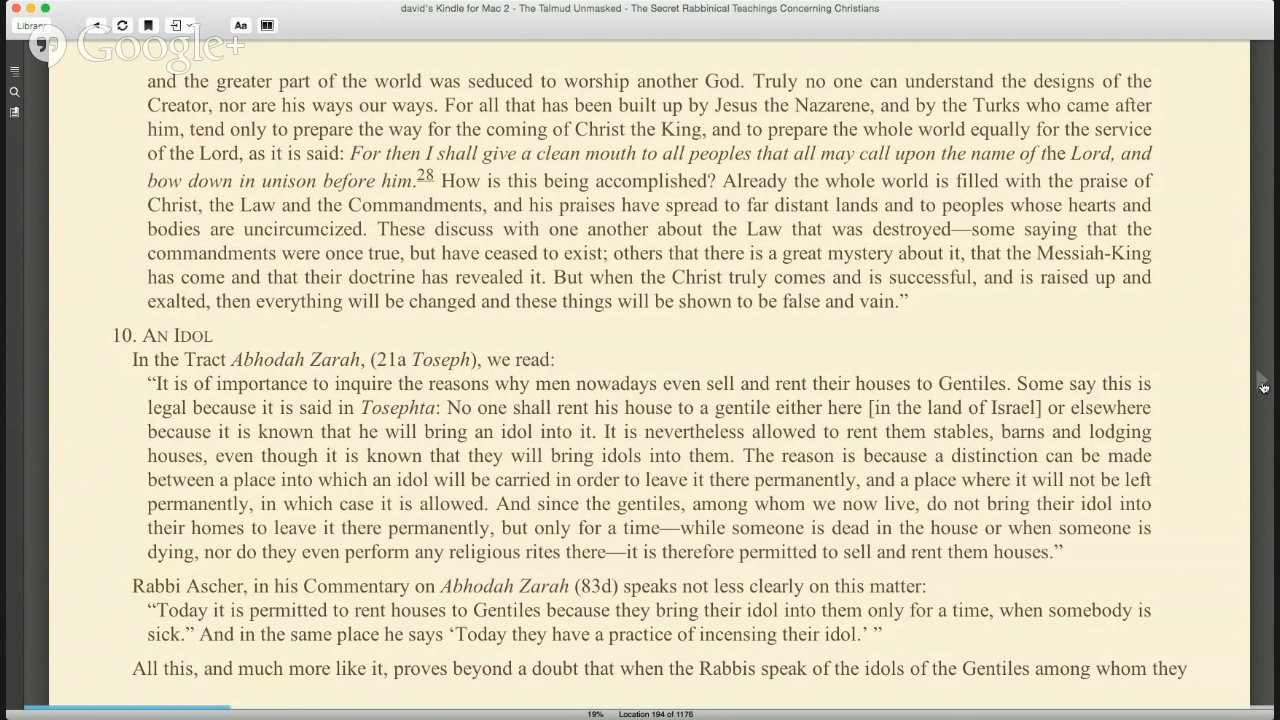 david's Kindle for Mac 2 - The Talmud Unmasked - The Secret Rabbinical Teachings Concerning Christians
Library
Aa
Google+
and the greater part of the world was seduced to worship another God. Truly no one can understand the designs of the
Creator, nor are his ways our ways. For all that has been built up by Jesus the Nazarene, and by the Turks who came after
him, tend only to prepare the way for the coming of Christ the King, and to prepare the whole world equally for the service
of the Lord, as it is said: For then I shall give a clean mouth to all peoples that all may call upon the name of the Lord, and
bow down in unison before him.28 How is this being accomplished? Already the whole world is filled with the praise of
Christ, the Law and the Commandments, and his praises have spread to far distant lands and to peoples whose hearts and
bodies are uncircumcized. These discuss with one another about the Law that was destroyed—some saying that the
commandments were once true, but have ceased to exist; others that there is a great mystery about it, that the Messiah-King
has come and that their doctrine has revealed it. But when the Christ truly comes and is successful, and is raised up and
exalted, then everything will be changed and these things will be shown to be false and vain.”
10. AN IDOL
In the Tract Abhodah Zarah, (21a Toseph), we read:
“It is of importance to inquire the reasons why men nowadays even sell and rent their houses to Gentiles. Some say this is
legal because it is said in Tosephta: No one shall rent his house to a gentile either here [in the land of Israel] or elsewhere
because it is known that he will bring an idol into it. It is nevertheless allowed to rent them stables, barns and lodging
houses, even though it is known that they will bring idols into them. The reason is because a distinction can be made
between a place into which an idol will be carried in order to leave it there permanently, and a place where it will not be left
permanently, in which case it is allowed. And since the gentiles, among whom we now live, do not bring their idol into
their homes to leave it there permanently, but only for a time—while someone is dead in the house or when someone is
dying, nor do they even perform any religious rites there—it is therefore permitted to sell and rent them houses.”
Rabbi Ascher, in his Commentary on Abhodah Zarah (83d) speaks not less clearly on this matter:
“Today it is permitted to rent houses to Gentiles because they bring their idol into them only for a time, when somebody is
sick.” And in the same place he says ‘Today they have a practice of incensing their idol.’ ”
All this, and much more like it, proves beyond a doubt that when the Rabbis speak of the idols of the Gentiles among whom they
19% Location 194 of 1176